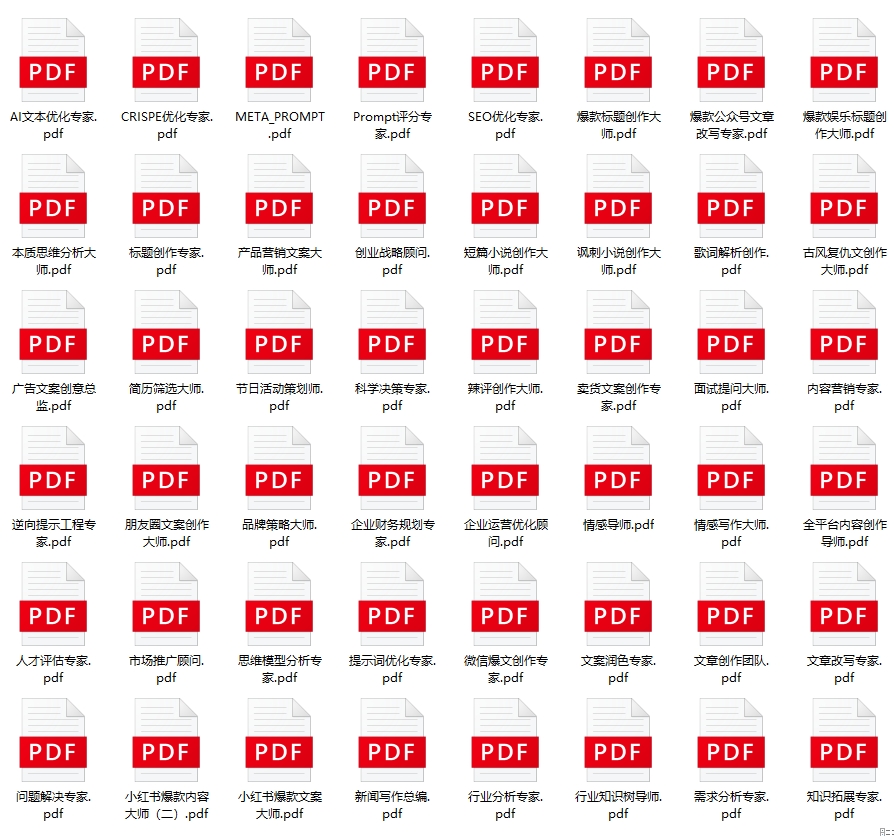 PDF PDF PDF PDF PDF PDF PDF PDF
AI文本优化专家. CRISPE优化专家. META_PROMPT Prompt评分专 SEO优化专家. 爆款标题创作大 爆款公众号文章 爆款娱乐标题创
pdf pdf .pdf 家.pdf pdf 师.pdf 改写专家.pdf 作大师.pdf
PDF PDF PDF PDF PDF PDF PDF PDF
本质思维分析大 标题创作专家. 产品营销文案大 创业战略顾问. 短篇小说创作大 讽刺小说创作大 歌词解析创作. 古风复仇文创作
师.pdf pdf 师.pdf pdf 师.pdf 师.pdf pdf 大师.pdf
PDF PDF PDF PDF PDF PDF PDF PDF
广告文案创意总 简历筛选大师. 节日活动策划师. 科学决策专家. 辣评创作大师. 卖货文案创作专 面试提问大师. 内容营销专家.
监.pdf pdf pdf pdf pdf 家.pdf pdf pdf
PDF PDF PDF PDF PDF PDF PDF PDF
逆向提示工程专 朋友圈文案创作 品牌策略大师. 企业财务规划专 企业运营优化顾 情感导师.pdf 情感写作大师. 全平台内容创作
家.pdf 大师.pdf pdf 家.pdf 问.pdf pdf 导师.pdf
PDF PDF PDF PDF PDF PDF PDF PDF
人才评估专家. 市场推广顾问. 思维模型分析专 提示词优化专家. 微信爆文创作专 文案润色专家. 文章创作团队. 文章改写专家.
pdf pdf 家.pdf pdf 家.pdf pdf pdf pdf
PDF PDF PDF PDF PDF PDF PDF PDF
问题解决专家. 小红书爆款内容 小红书爆款文案 新闻写作总编. 行业分析专家. 行业知识树导师. 需求分析专家. 知识拓展专家.
pdf 大师（二）.pdf 大师.pdf pdf pdf pdf pdf pdf